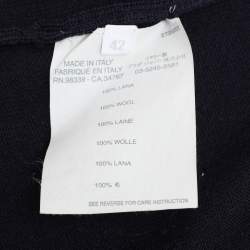 42
MADE IN ITALY
FABRIQUÉ EN ITALY
RN.98339 - CA.34767
100% LANA
100% WOOL
100% LAINE
100% WOLLE
100% LANA
100% 毛
SEE REVERSE FOR CARE INSTRUCTION